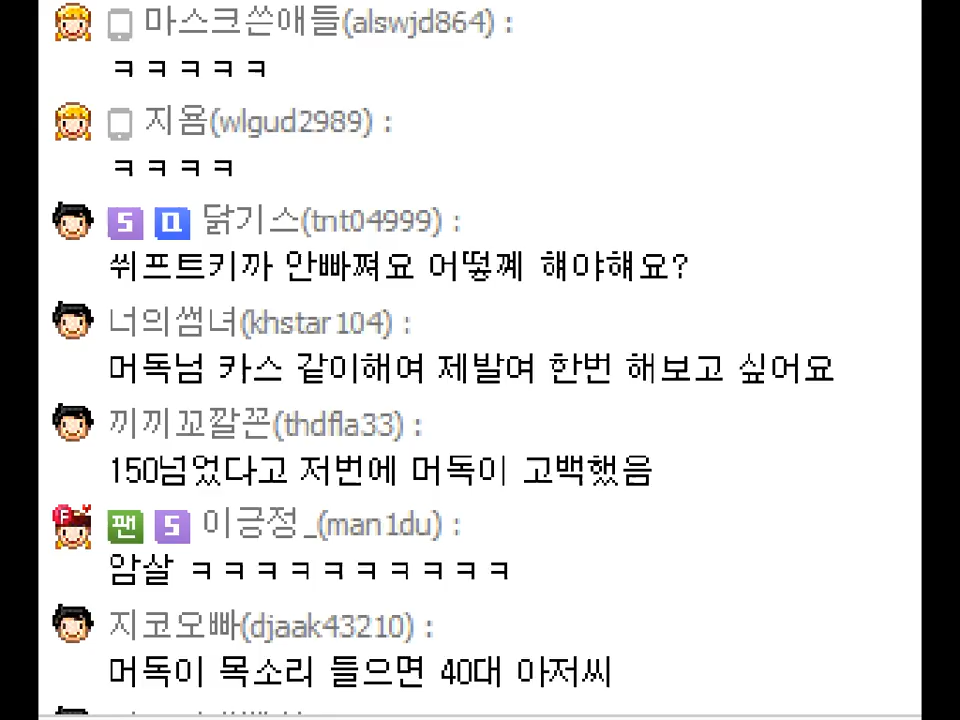 마스크쓴애들(alswjd864) :
ㅋㅋㅋㅋㅋ
지욤(wlgud2989) :
ㅋㅋㅋㅋ
S 닭기스(tnt04999) :
쒸프트키까 안빠쪄요 어떻꼐 햬야햬요?
너의썸녀(khstar104) :
머독넘 카스 같이해여 제발여 한번 해보고 싶어요
끼끼꼬깔꼰(thdfla33) :
150넘었다고 저번에 머독이 고백했음
F 팬 S 이긍정_(man1du) :
암살 ㅋㅋㅋㅋㅋㅋㅋㅋㅋㅋ
지코오빠(djaak43210) :
머독이 목소리 들으면 40대 아저씨